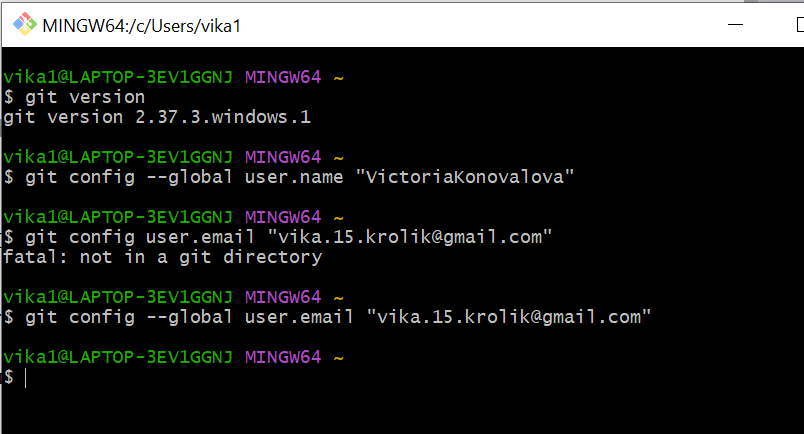 MINGW64:/c/Users/vika1
vika1@LAPTOP-3EV1GGNJ MINGW64 ~
$ git version
git version 2.37.3.windows.1
vika1@LAPTOP-3EV1GGNJ MINGW64 ~
$ git config --global user.name "VictoriaKonovalova"
vika1@LAPTOP-3EV1GGNJ MINGW64 ~
$ git config user.email "vika.15.krolik@gmail.com"
fatal: not in a git directory
vika1@LAPTOP-3EV1GGNJ MINGW64 ~
$ git config --global user.email "vika.15.krolik@gmail.com"
vika1@LAPTOP-3EV1GGNJ MINGW64 ~
$